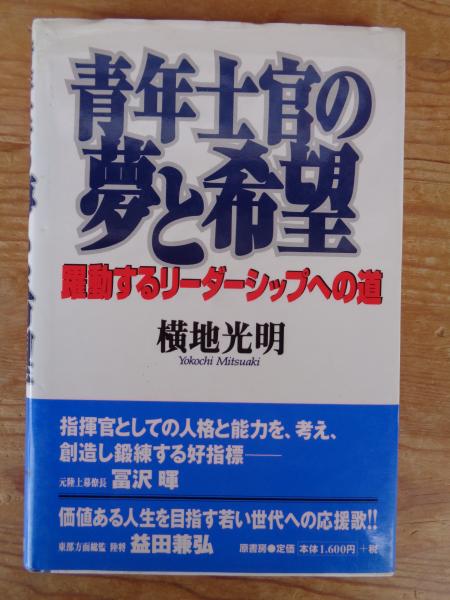 青年士官の
夢と希望
躍動するリーダーシップへの道
横地光明
Yokochi Mitsuaki
指揮官としての人格と能力を、考え、
創造し鍛練する好指標──
元陸上幕僚長 冨沢 暉
価値ある人生を目指す若い世代への応援歌!!
東部方面総監 陸将 益田兼弘
原書房●定価 本体1.600円 +税